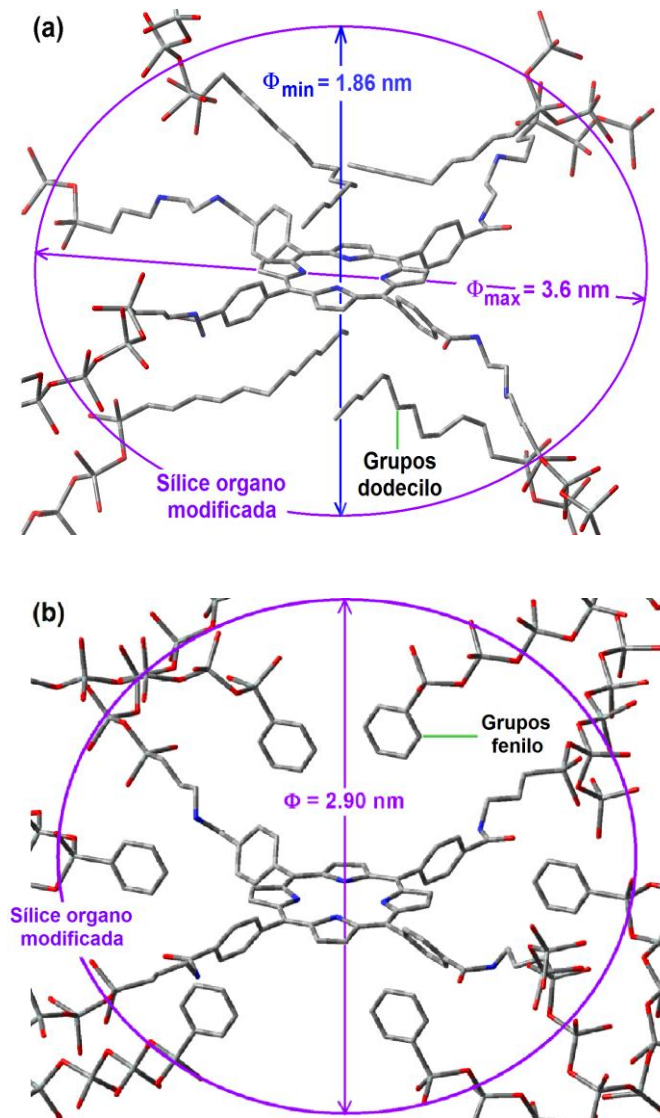 (a)
Φmin = 1.86 nm
Φmax = 3.6 nm
Grupos
dodecilo
Sílice organo
modificada
(b)
Grupos
fenilo
Φ = 2.90 nm
Sílice organo
modificada